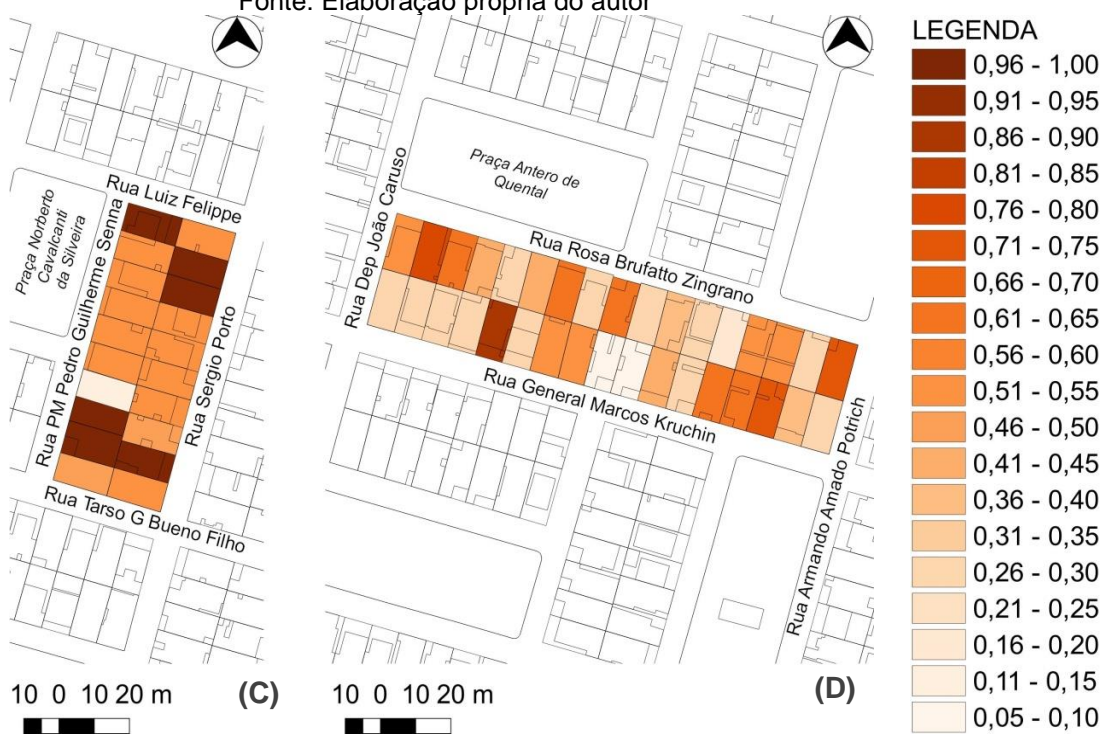 Fonte: Elaboração própria do autor
Rua Luiz Felippe
Praça Norberto
Cavalcanti
da Silveira
Rua PM Pedro Guilherme Senna
Rua Sergio Porto
Rua Tarso G Bueno Filho
10 0 10 20 m
(C)
Praça Antero de
Quental
Rua Dep João Caruso
Rua Rosa Brufatto Zingrano
Rua General Marcos Kruchin
Rua Armando Amado Potrich
10 0 10 20 m
(D)
LEGENDA
0,96 - 1,00
0,91 - 0,95
0,86 - 0,90
0,81 - 0,85
0,76 - 0,80
0,71 - 0,75
0,66 - 0,70
0,61 - 0,65
0,56 - 0,60
0,51 - 0,55
0,46 - 0,50
0,41 - 0,45
0,36 - 0,40
0,31 - 0,35
0,26 - 0,30
0,21 - 0,25
0,16 - 0,20
0,11 - 0,15
0,05 - 0,10